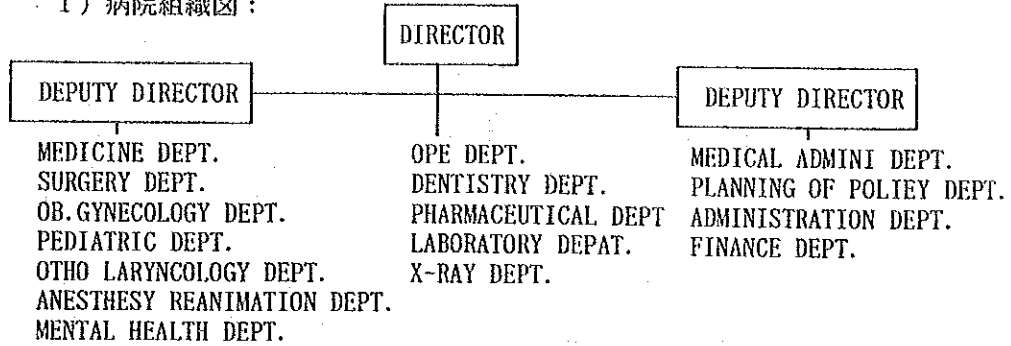 1) 病院組織図：
DIRECTOR
DEPUTY DIRECTOR
DEPUTY DIRECTOR
MEDICINE DEPT.
SURGERY DEPT.
OB.GYNECOLOGY DEPT.
PEDIATRIC DEPT.
OTHO LARYNCOLOGY DEPT.
ANESTHESY REANIMATION DEPT.
MENTAL HEALTH DEPT.
OPE DEPT.
DENTISTRY DEPT.
PHARMACEUTICAL DEPT
LABORATORY DEPAT.
X-RAY DEPT.
MEDICAL ADMINI DEPT.
PLANNING OF POLIEY DEPT.
ADMINISTRATION DEPT.
FINANCE DEPT.